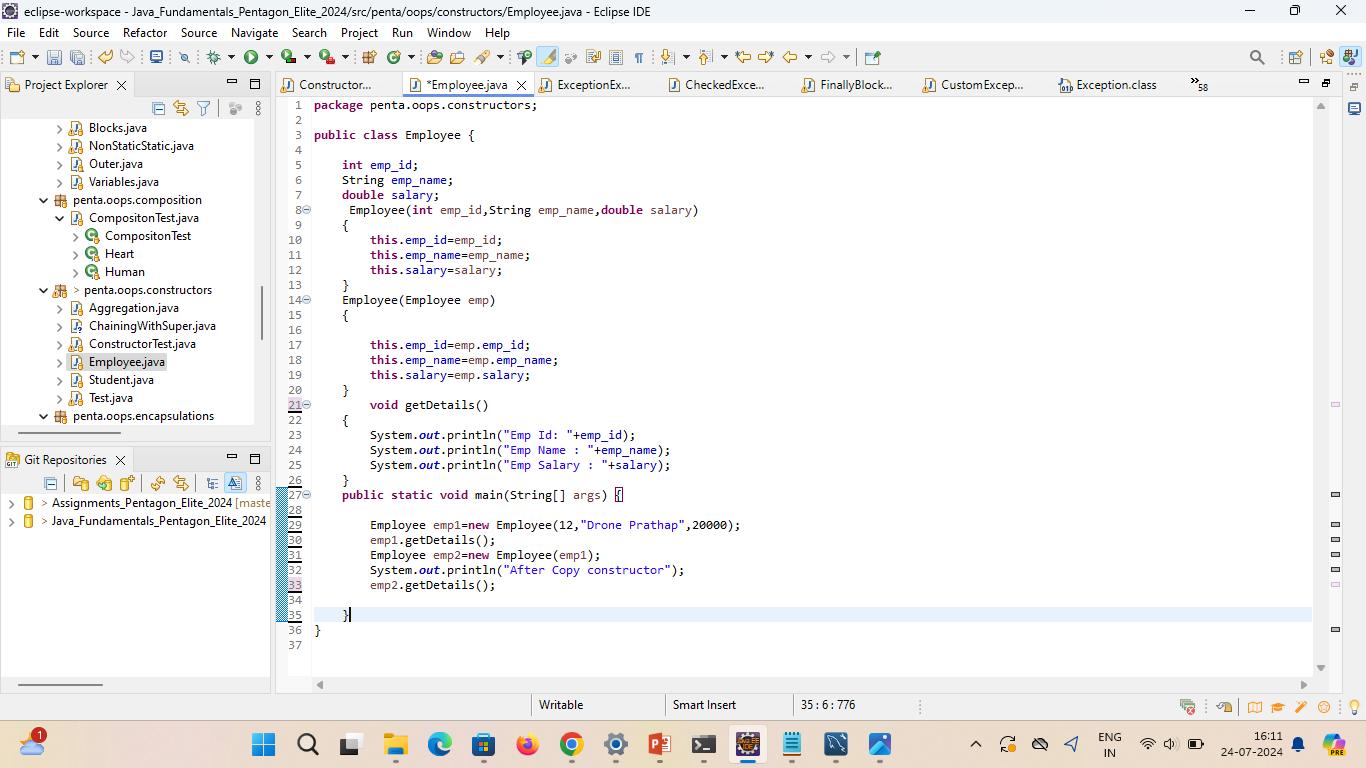 eclipse-workspace - Java_Fundamentals_Pentagon_Elite_2024/src/penta/oops/constructors/Employee.java - Eclipse IDE
File Edit Source Refactor Source Navigate Search Project Run Window Help
Project Explorer
Blocks.java
NonStaticStatic.java
Outer.java
Variables.java
penta.oops.composition
CompositonTest.java
CompositonTest
Heart
Human
> penta.oops.constructors
Aggregation.java
ChainingWithSuper.java
ConstructorTest.java
Employee.java
Student.java
Test.java
penta.oops.encapsulations
Git Repositories
> Assignments_Pentagon_Elite_2024 [maste
> Java_Fundamentals_Pentagon_Elite_2024
Constructor... *Employee.java ExceptionEx... CheckedExce... FinallyBlock... CustomExcep... Exception.class »58
1 package penta.oops.constructors;
2
3 public class Employee {
4
5 int emp_id;
6 String emp_name;
7 double salary;
8 Employee(int emp_id,String emp_name,double salary)
9 {
10 this.emp_id=emp_id;
11 this.emp_name=emp_name;
12 this.salary=salary;
13 }
14 Employee(Employee emp)
15 {
16
17 this.emp_id=emp.emp_id;
18 this.emp_name=emp.emp_name;
19 this.salary=emp.salary;
20 }
21 void getDetails()
22 {
23 System.out.println("Emp Id: "+emp_id);
24 System.out.println("Emp Name : "+emp_name);
25 System.out.println("Emp Salary : "+salary);
26 }
27 public static void main(String[] args) {
28
29 Employee emp1=new Employee(12,"Drone Prathap",20000);
30 emp1.getDetails();
31 Employee emp2=new Employee(emp1);
32 System.out.println("After Copy constructor");
33 emp2.getDetails();
34
35 }
36 }
37
Writable Smart Insert 35 : 6 : 776
1
ENG
IN
16:11
24-07-2024
PRE